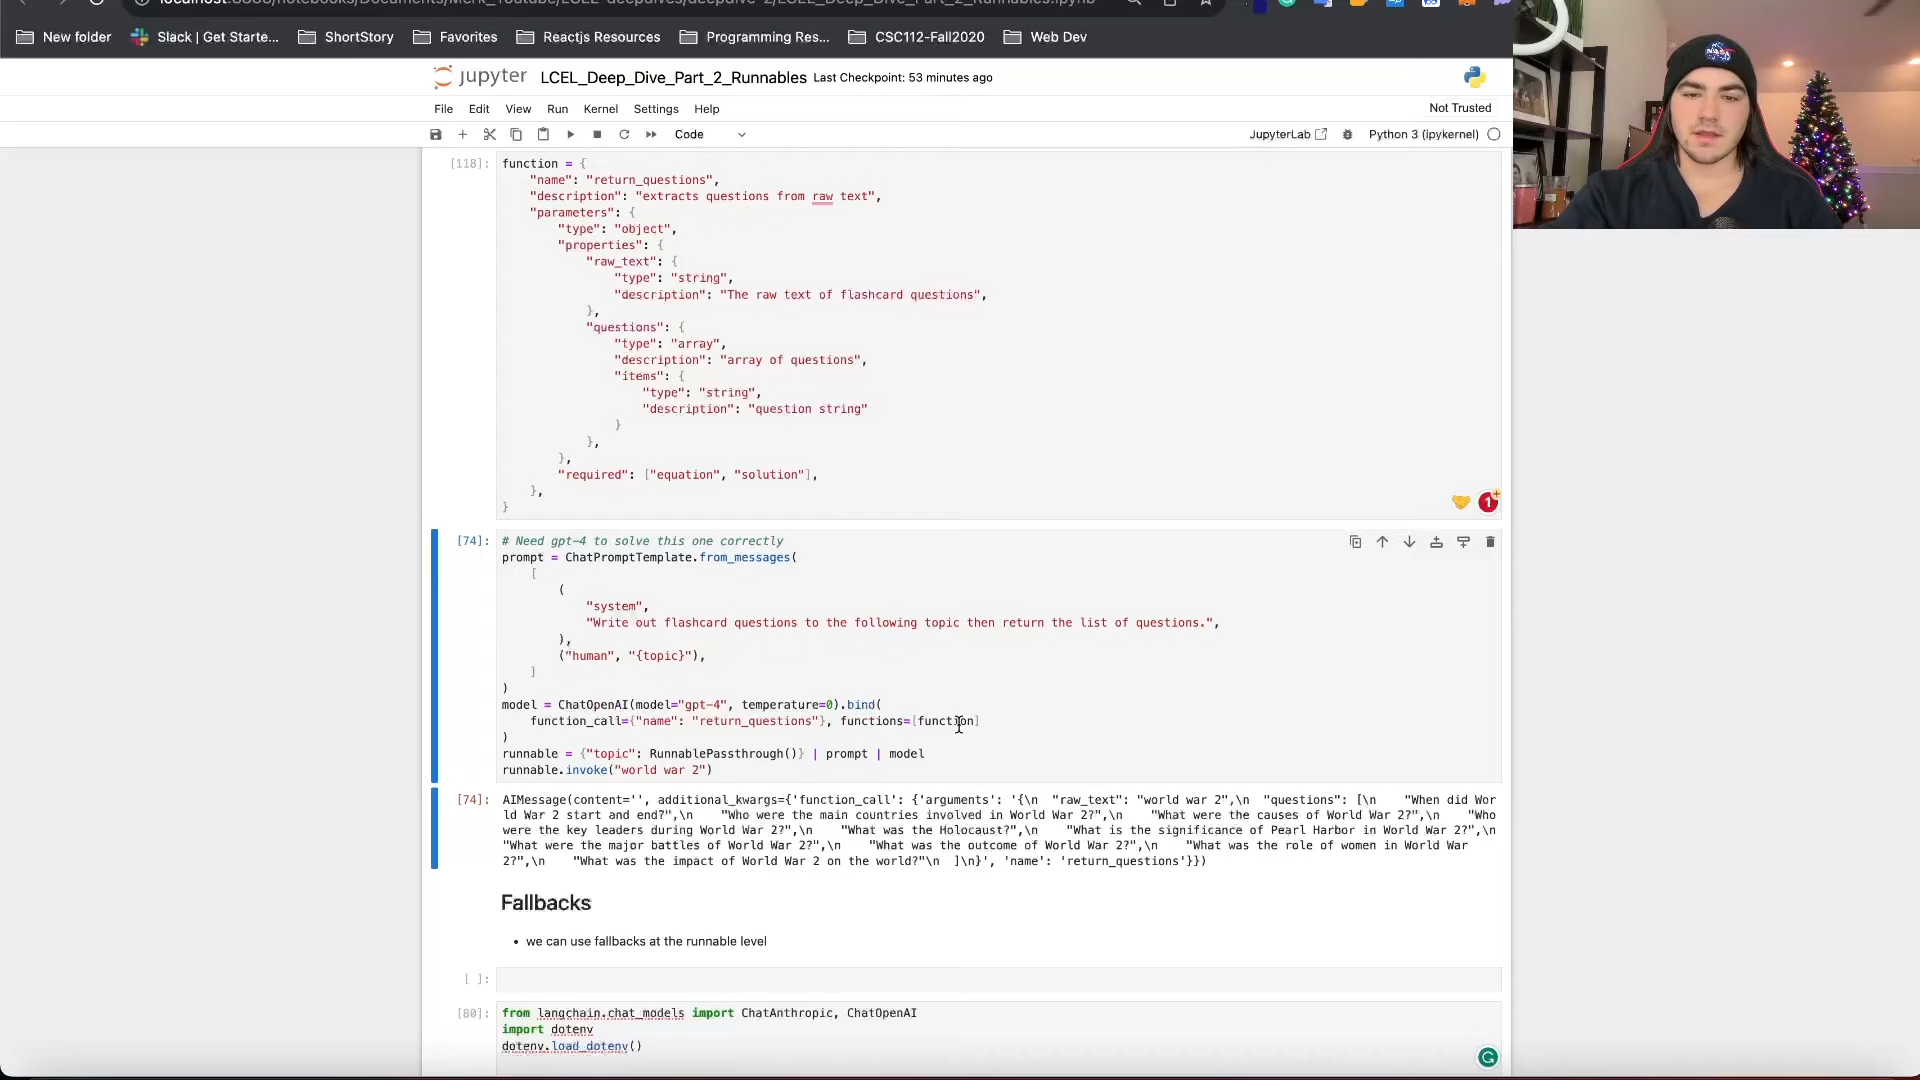 New folder
Slack | Get Starte...
ShortStory
Favorites
Reactjs Resources
Programming Res...
CSC112-Fall2020
Web Dev
jupyter LCEL_Deep_Dive_Part_2_Runnables Last Checkpoint: 53 minutes ago
File Edit View Run Kernel Settings Help
Not Trusted
Code
JupyterLab
Python 3 (ipykernel)
[118]: function = {
"name": "return_questions",
"description": "extracts questions from raw text",
"parameters": {
"type": "object",
"properties": {
"raw_text": {
"type": "string",
"description": "The raw text of flashcard questions",
},
"questions": {
"type": "array",
"description": "array of questions",
"items": {
"type": "string",
"description": "question string"
}
},
},
"required": ["equation", "solution"],
},
}
1
[74]: # Need gpt-4 to solve this one correctly
prompt = ChatPromptTemplate.from_messages(
[
(
"system",
"Write out flashcard questions to the following topic then return the list of questions.",
),
("human", "{topic}"),
]
)
model = ChatOpenAI(model="gpt-4", temperature=0).bind(
function_call={"name": "return_questions"}, functions=[function]
)
runnable = {"topic": RunnablePassthrough()} | prompt | model
runnable.invoke("world war 2")
[74]: AIMessage(content='', additional_kwargs={'function_call': {'arguments': '{\n "raw_text": "world war 2",\n "questions": [\n "When did Wor
ld War 2 start and end?",\n "Who were the main countries involved in World War 2?",\n "What were the causes of World War 2?",\n "Who
were the key leaders during World War 2?",\n "What was the Holocaust?",\n "What is the significance of Pearl Harbor in World War 2?",\n
"What were the major battles of World War 2?",\n "What was the outcome of World War 2?",\n "What was the role of women in World War
2?",\n "What was the impact of World War 2 on the world?"\n ]\n}', 'name': 'return_questions'}})
Fallbacks
• we can use fallbacks at the runnable level
[ ]:
[80]: from langchain.chat_models import ChatAnthropic, ChatOpenAI
import dotenv
dotenv.load_dotenv()